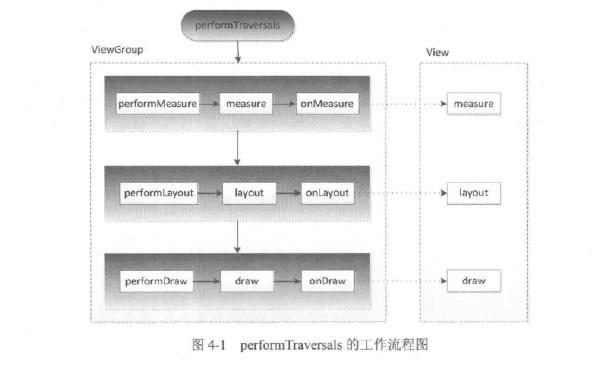 performTraversals
ViewGroup
View
performMeasure measure onMeasure measure
performLayout layout onLayout layout
performDraw draw onDraw draw
图 4-1 performTraversals 的工作流程图